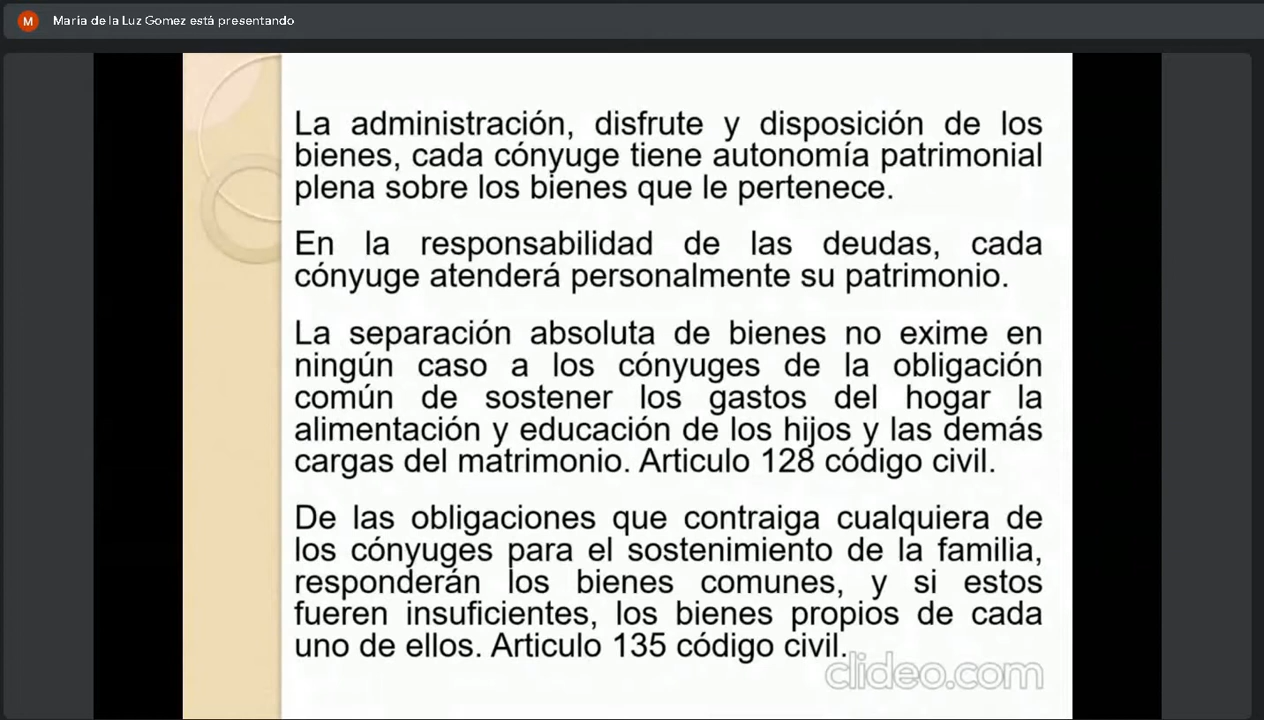 M
María de la Luz Gomez está presentando
La administración, disfrute y disposición de los
bienes, cada cónyuge tiene autonomía patrimonial
plena sobre los bienes que le pertenece.
En la responsabilidad de las deudas, cada
cónyuge atenderá personalmente su patrimonio.
La separación absoluta de bienes no exime en
ningún caso a los cónyuges de la obligación
común de sostener los gastos del hogar la
alimentación y educación de los hijos y las demás
cargas del matrimonio. Articulo 128 código civil.
De las obligaciones que contraiga cualquiera de
los cónyuges para el sostenimiento de la familia,
responderán los bienes comunes, y si estos
fueren insuficientes, los bienes propios de cada
uno de ellos. Articulo 135 código civil.
clideo.com